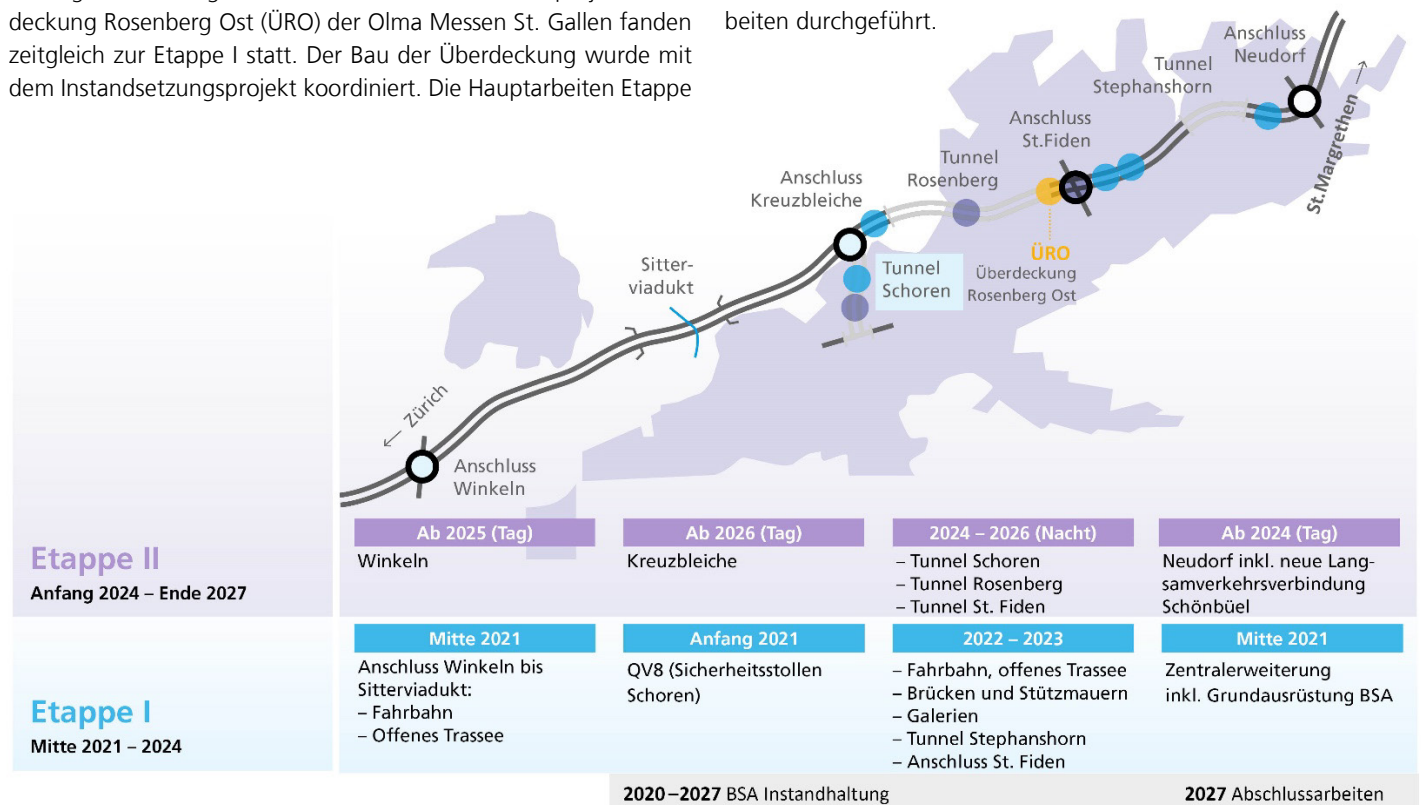 deckung Rosenberg Ost (ÜRO) der Olma Messen St. Gallen fanden
zeitgleich zur Etappe I statt. Der Bau der Überdeckung wurde mit
dem Instandsetzungsprojekt koordiniert. Die Hauptarbeiten Etappe
beiten durchgeführt.
Anschluss
Neudorf
Tunnel
Stephanshorn
St.Margrethen →
Anschluss
St.Fiden
Tunnel
Rosenberg
Anschluss
Kreuzbleiche
ÜRO
Überdeckung
Rosenberg Ost
Tunnel
Schoren
Sitter-
viadukt
← Zürich
Anschluss
Winkeln
Etappe II
Anfang 2024 – Ende 2027
Ab 2025 (Tag)
Winkeln
Ab 2026 (Tag)
Kreuzbleiche
2024 – 2026 (Nacht)
– Tunnel Schoren
– Tunnel Rosenberg
– Tunnel St. Fiden
Ab 2024 (Tag)
Neudorf inkl. neue Lang-
samverkehrsverbindung
Schönbüel
Etappe I
Mitte 2021 – 2024
Mitte 2021
Anschluss Winkeln bis
Sitterviadukt:
– Fahrbahn
– Offenes Trassee
Anfang 2021
QV8 (Sicherheitsstollen
Schoren)
2022 – 2023
– Fahrbahn, offenes Trassee
– Brücken und Stützmauern
– Galerien
– Tunnel Stephanshorn
– Anschluss St. Fiden
Mitte 2021
Zentralerweiterung
inkl. Grundausrüstung BSA
2020–2027 BSA Instandhaltung
2027 Abschlussarbeiten